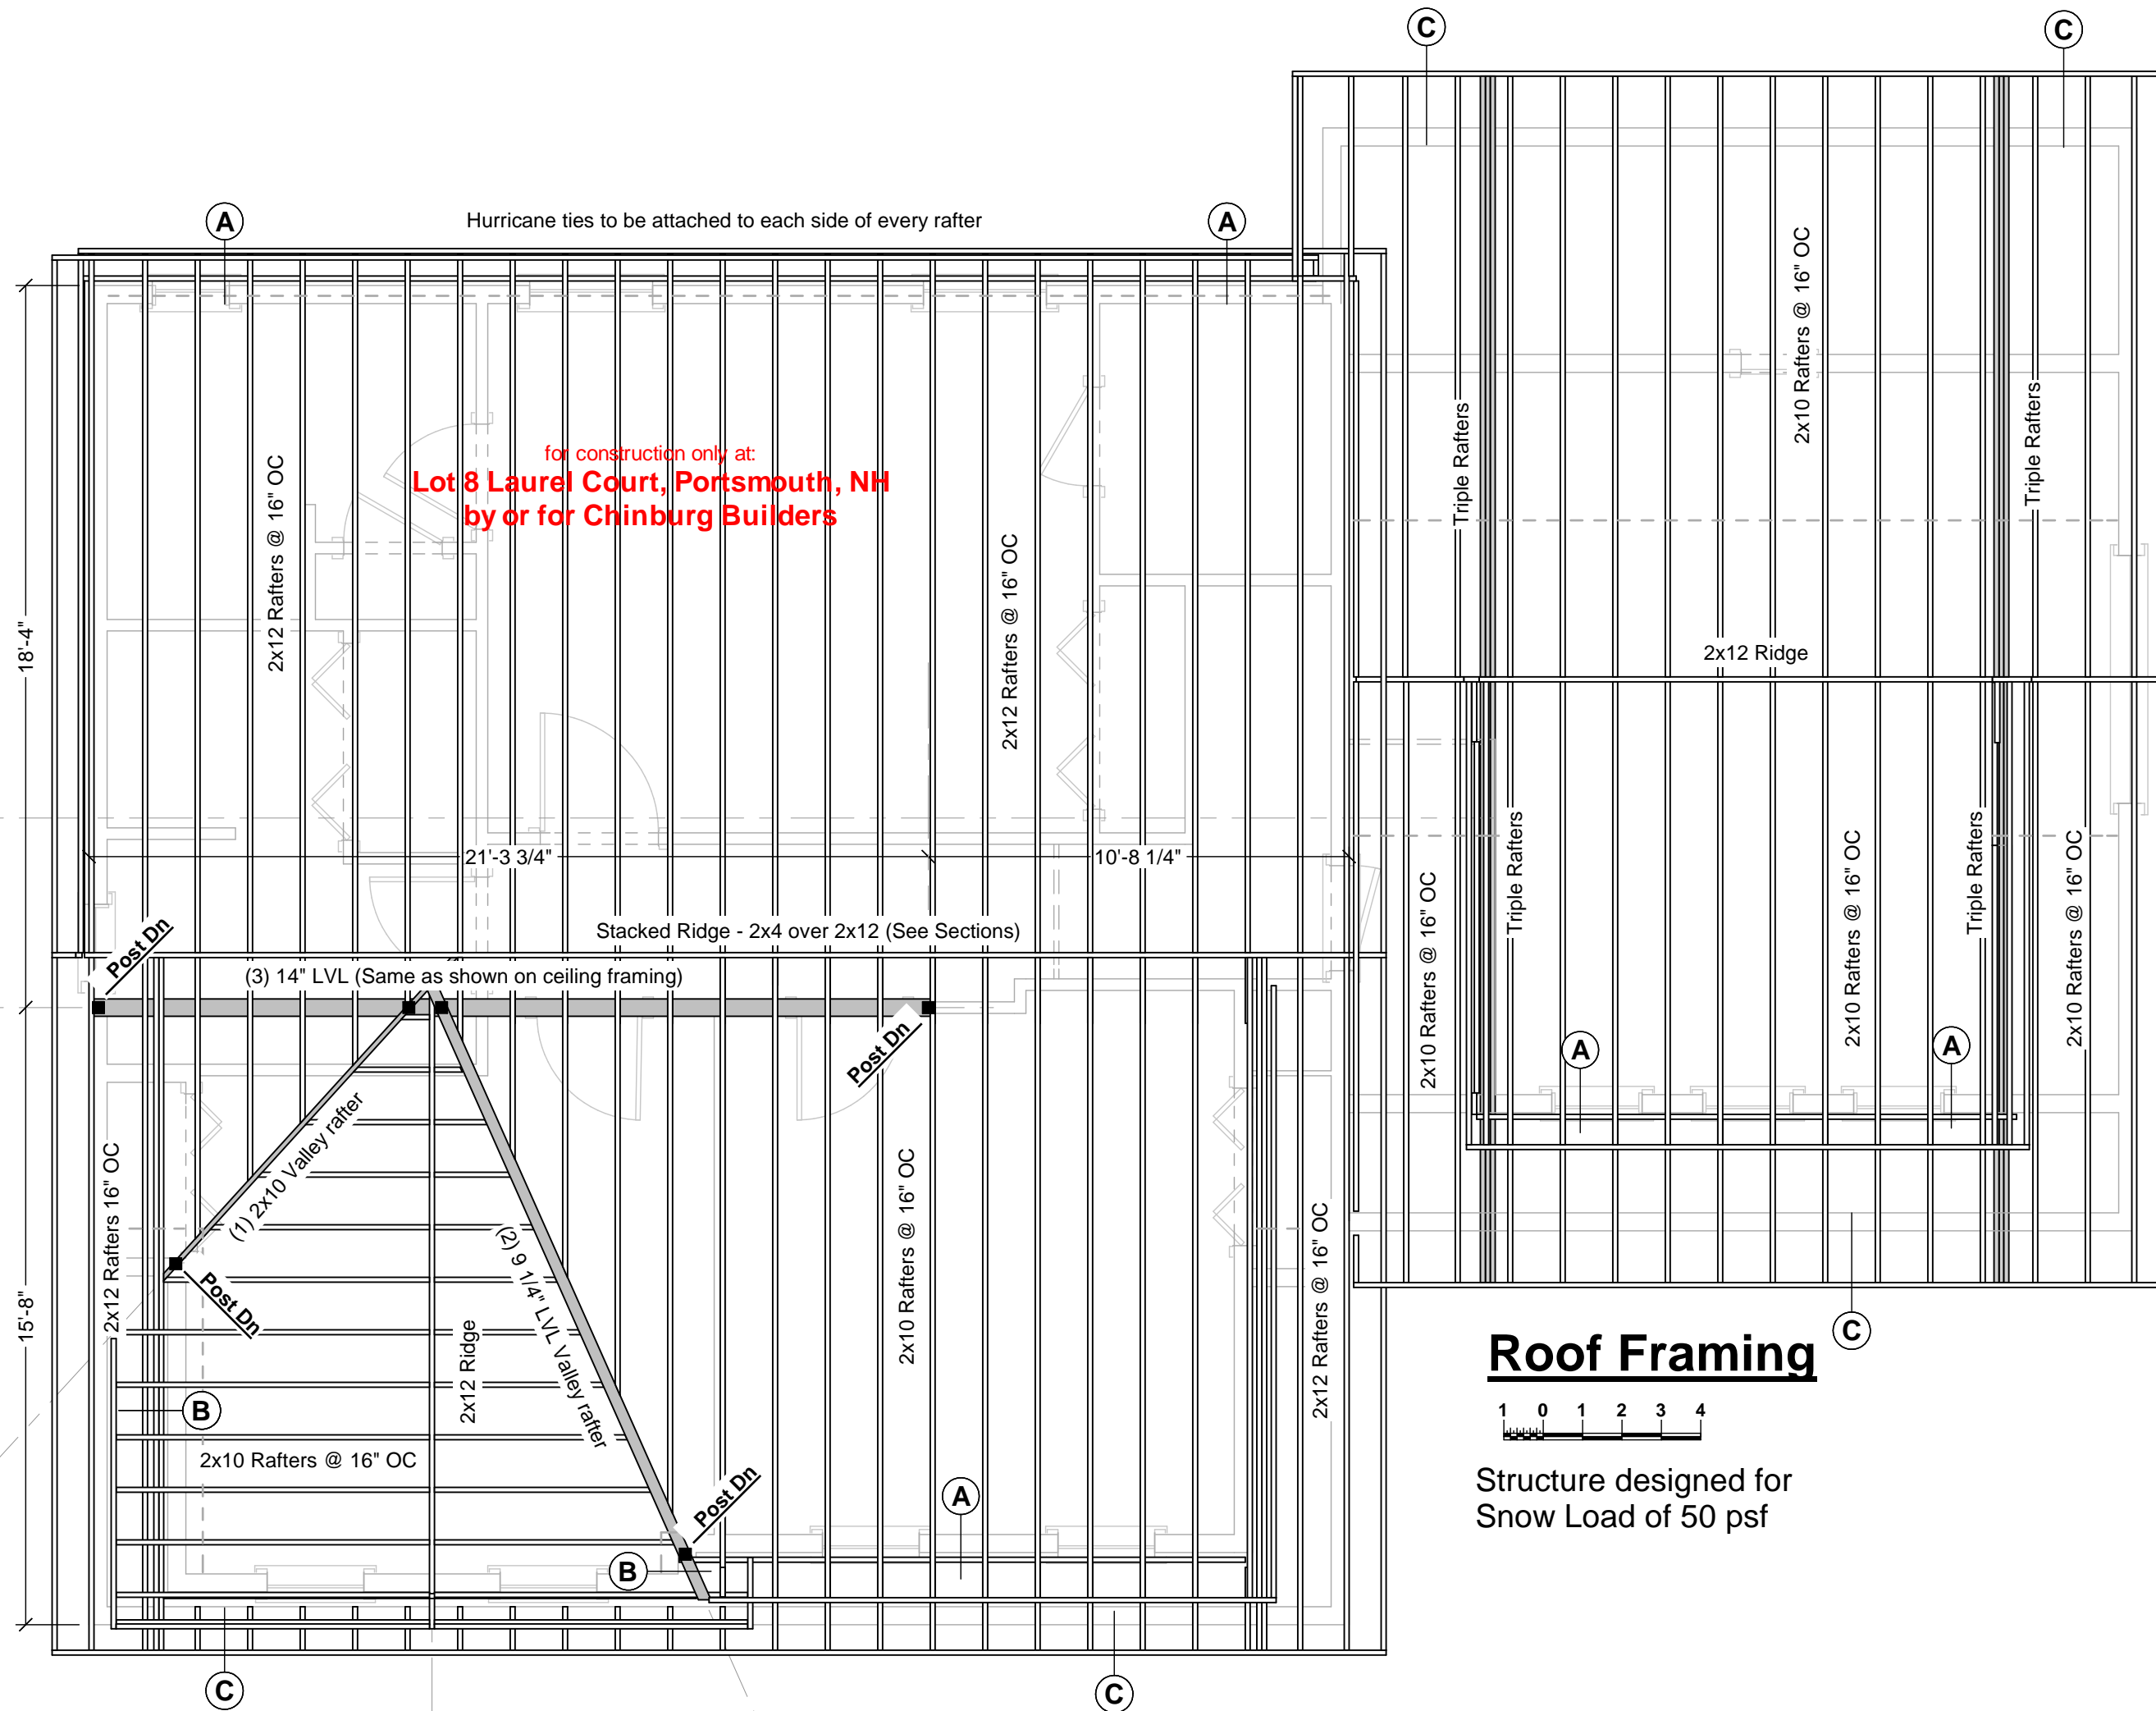 C
C
A
Hurricane ties to be attached to each side of every rafter
A
2x10 Rafters @ 16" OC
Triple Rafters
Triple Rafters
for construction only at:
Lot 8 Laurel Court, Portsmouth, NH
by or for Chinburg Builders
2x12 Rafters @ 16" OC
2x12 Rafters @ 16" OC
18'-4"
2x12 Ridge
21'-3 3/4"
10'-8 1/4"
Triple Rafters
2x10 Rafters @ 16" OC
Triple Rafters
2x10 Rafters @ 16" OC
2x10 Rafters @ 16" OC
Stacked Ridge - 2x4 over 2x12 (See Sections)
Post Dn
(3) 14" LVL (Same as shown on ceiling framing)
Post Dn
A
A
(1) 2x10 Valley rafter
2x12 Rafters 16" OC
2x10 Rafters @ 16" OC
2x12 Rafters @ 16" OC
(2) 9 1/4" LVL Valley rafter
Post Dn
15'-8"
2x12 Ridge
C
Roof Framing
1 0 1 2 3 4
B
2x10 Rafters @ 16" OC
Structure designed for
Snow Load of 50 psf
Post Dn
A
B
C
C